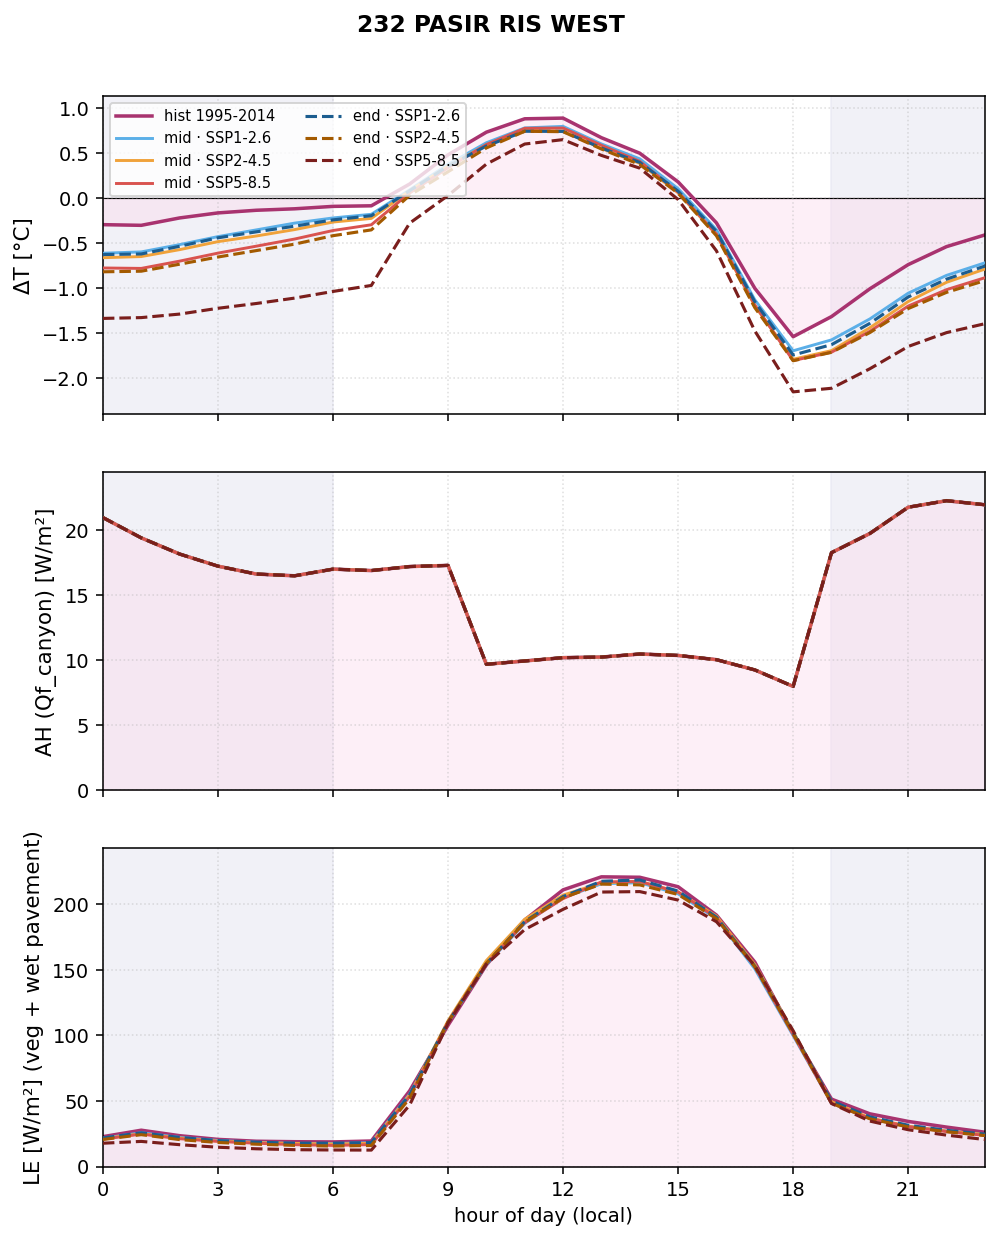 232 PASIR RIS WEST
ΔT [°C]
1.0
0.5
0.0
−0.5
−1.0
−1.5
−2.0
hist 1995-2014
mid · SSP1-2.6
mid · SSP2-4.5
mid · SSP5-8.5
end · SSP1-2.6
end · SSP2-4.5
end · SSP5-8.5
AH (Qf_canyon) [W/m²]
20
15
10
5
0
LE [W/m²] (veg + wet pavement)
200
150
100
50
0
0 3 6 9 12 15 18 21
hour of day (local)